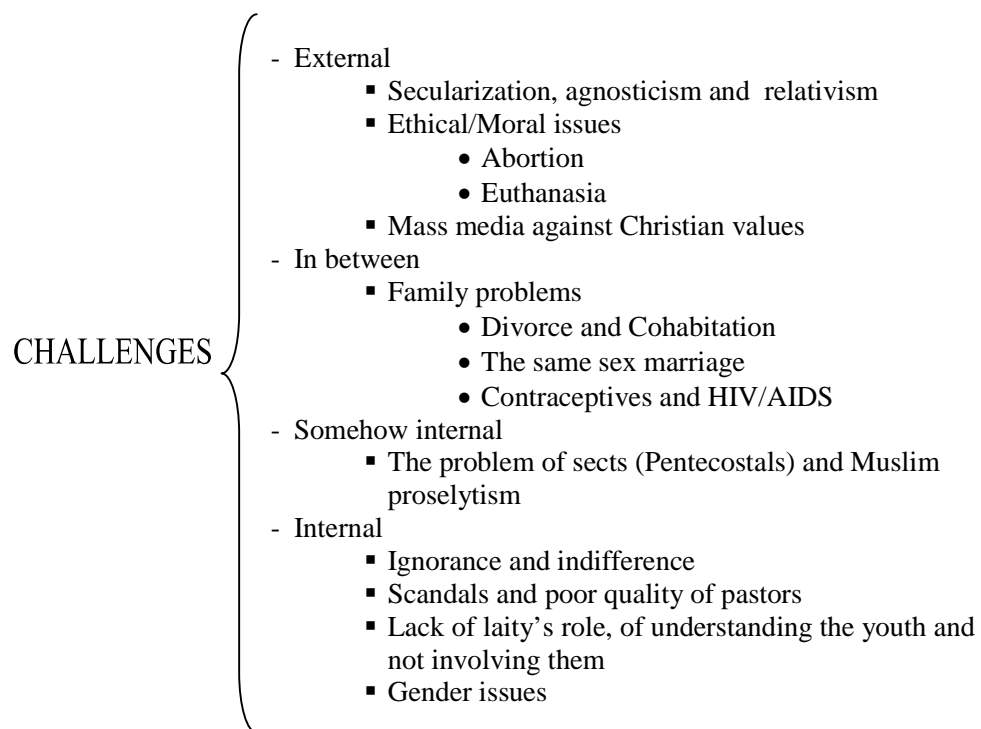 - External
▪ Secularization, agnosticism and relativism
▪ Ethical/Moral issues
• Abortion
• Euthanasia
▪ Mass media against Christian values
- In between
▪ Family problems
• Divorce and Cohabitation
CHALLENGES
• The same sex marriage
• Contraceptives and HIV/AIDS
- Somehow internal
▪ The problem of sects (Pentecostals) and Muslim
proselytism
- Internal
▪ Ignorance and indifference
▪ Scandals and poor quality of pastors
▪ Lack of laity’s role, of understanding the youth and
not involving them
▪ Gender issues